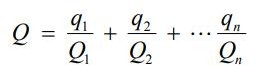 Q = q₁/Q₁ + q₂/Q₂ + ⋯ qₙ/Qₙ